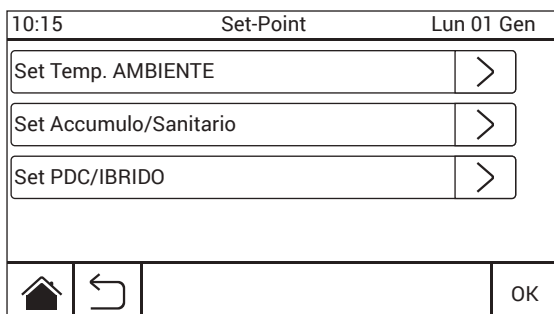 10:15 Set-Point Lun 01 Gen
Set Temp. AMBIENTE
Set Accumulo/Sanitario
Set PDC/IBRIDO
OK